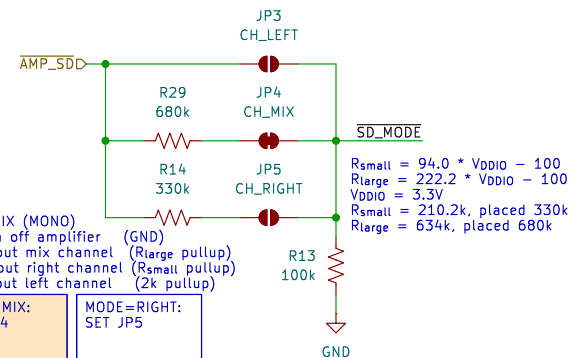 JP3
CH_LEFT
AMP_SD
R29
680k
JP4
CH_MIX
SD_MODE
R14
330k
JP5
CH_RIGHT
Rsmall = 94.0 * VDDIO - 100
Rlarge = 222.2 * VDDIO - 100
VDDIO = 3.3V
Rsmall = 210.2k, placed 330k
Rlarge = 634k, placed 680k
IX (MONO)
off amplifier (GND)
out mix channel (Rlarge pullup)
out right channel (Rsmall pullup)
out left channel (2k pullup)
R13
100k
MIX:
4
MODE=RIGHT:
SET JP5
GND